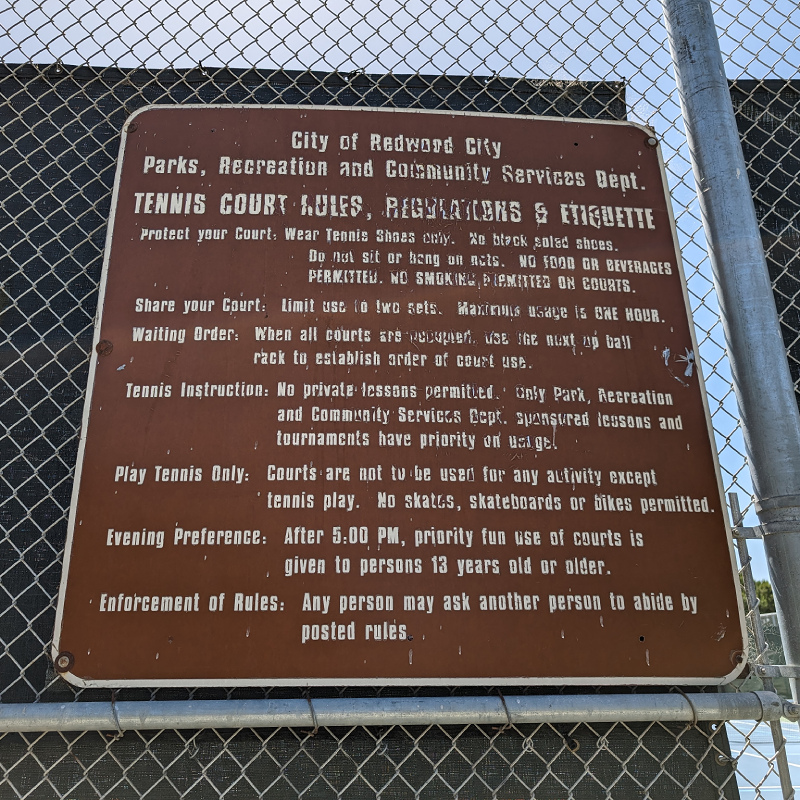 City of Redwood City
Parks, Recreation and Community Services Dept.
TENNIS COURT RULES, REGULATIONS & ETIQUETTE
Protect your Court: Wear Tennis Shoes only. No black soled shoes.
Do not sit or hang on nets. NO FOOD OR BEVERAGES
PERMITTED. NO SMOKING PERMITTED ON COURTS.
Share your Court: Limit use to two sets. Maximum usage is ONE HOUR.
Waiting Order: When all courts are occupied, use the next up ball
rack to establish order of court use.
Tennis Instruction: No private lessons permitted. Only Park, Recreation
and Community Services Dept. sponsored lessons and
tournaments have priority on usage.
Play Tennis Only: Courts are not to be used for any activity except
tennis play. No skates, skateboards or bikes permitted.
Evening Preference: After 5:00 PM, priority fun use of courts is
given to persons 13 years old or older.
Enforcement of Rules: Any person may ask another person to abide by
posted rules.